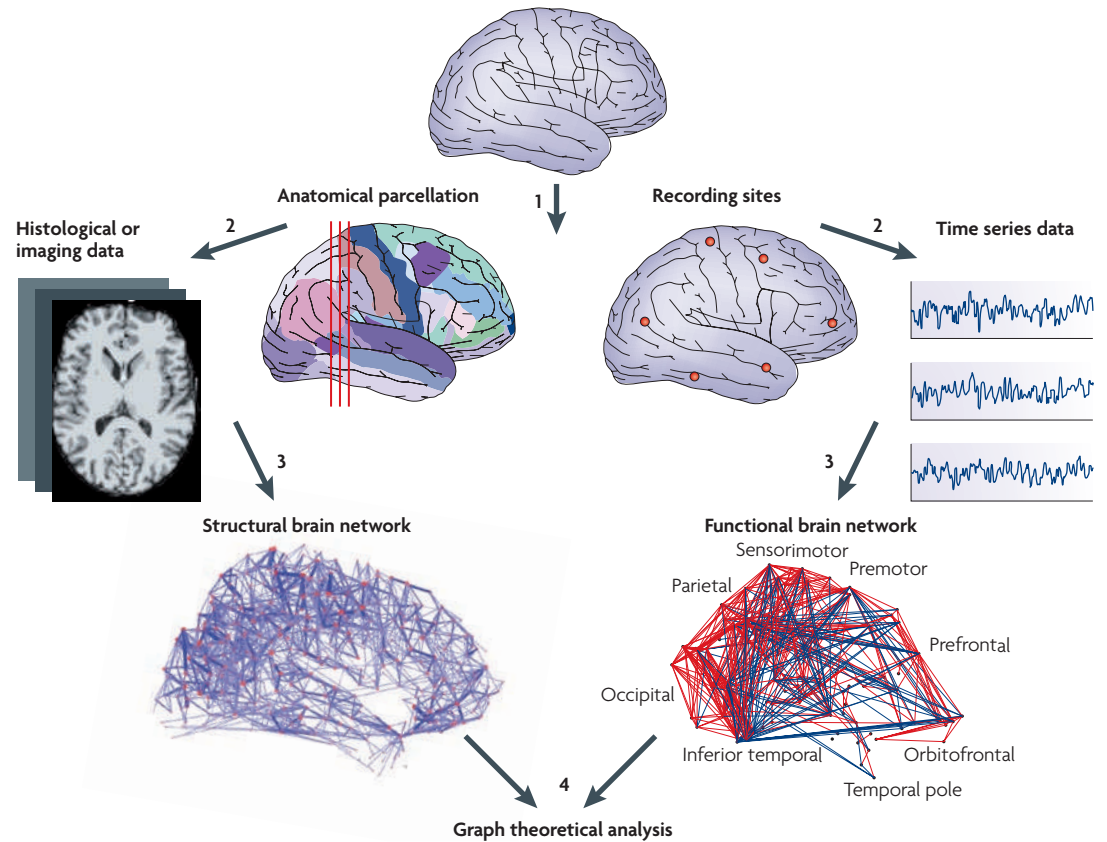 1
Anatomical parcellation
Recording sites
2
2
Histological or
imaging data
Time series data
3
3
Structural brain network
Functional brain network
Sensorimotor
Premotor
Parietal
Prefrontal
Occipital
Inferior temporal
Orbitofrontal
Temporal pole
4
Graph theoretical analysis